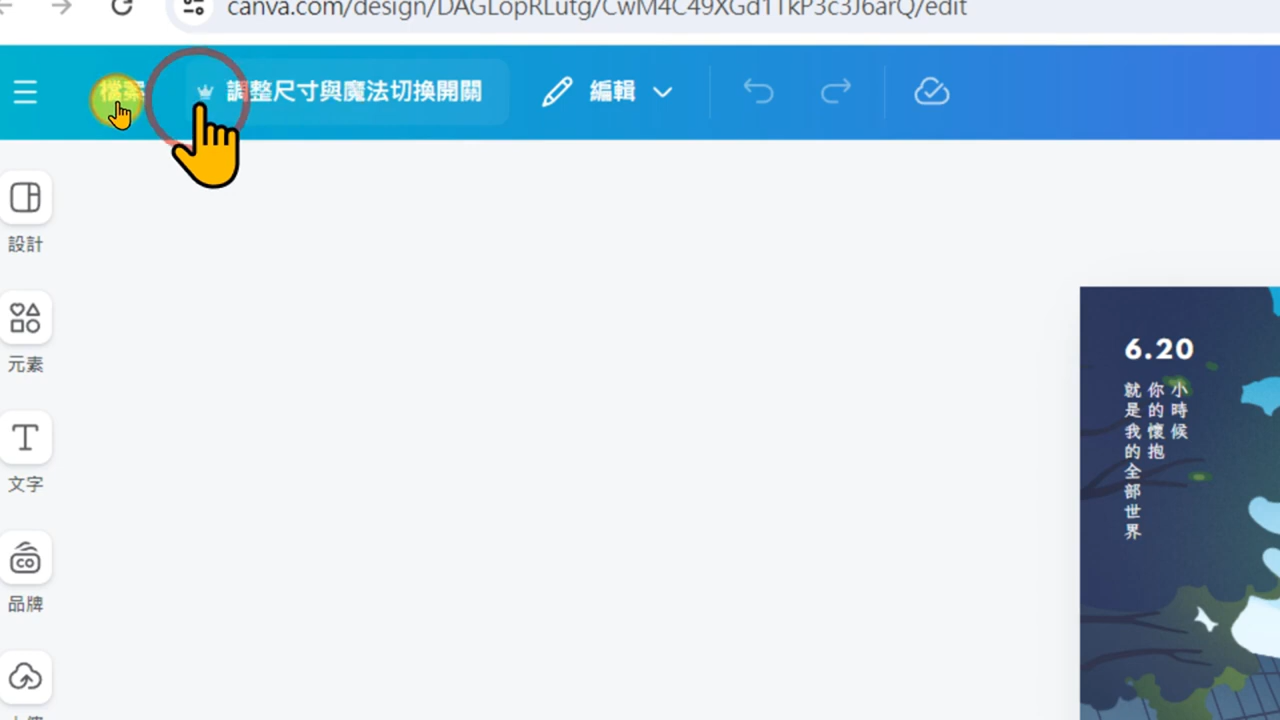 canva.com/design/DAGLopRLutg/CwM4C49XGd1TkP3c3J6arQ/edit
檔案
調整尺寸與魔法切換開關
編輯
設計
元素
文字
品牌
CO
6.20
小時候
你的懷抱
就是我的全部世界